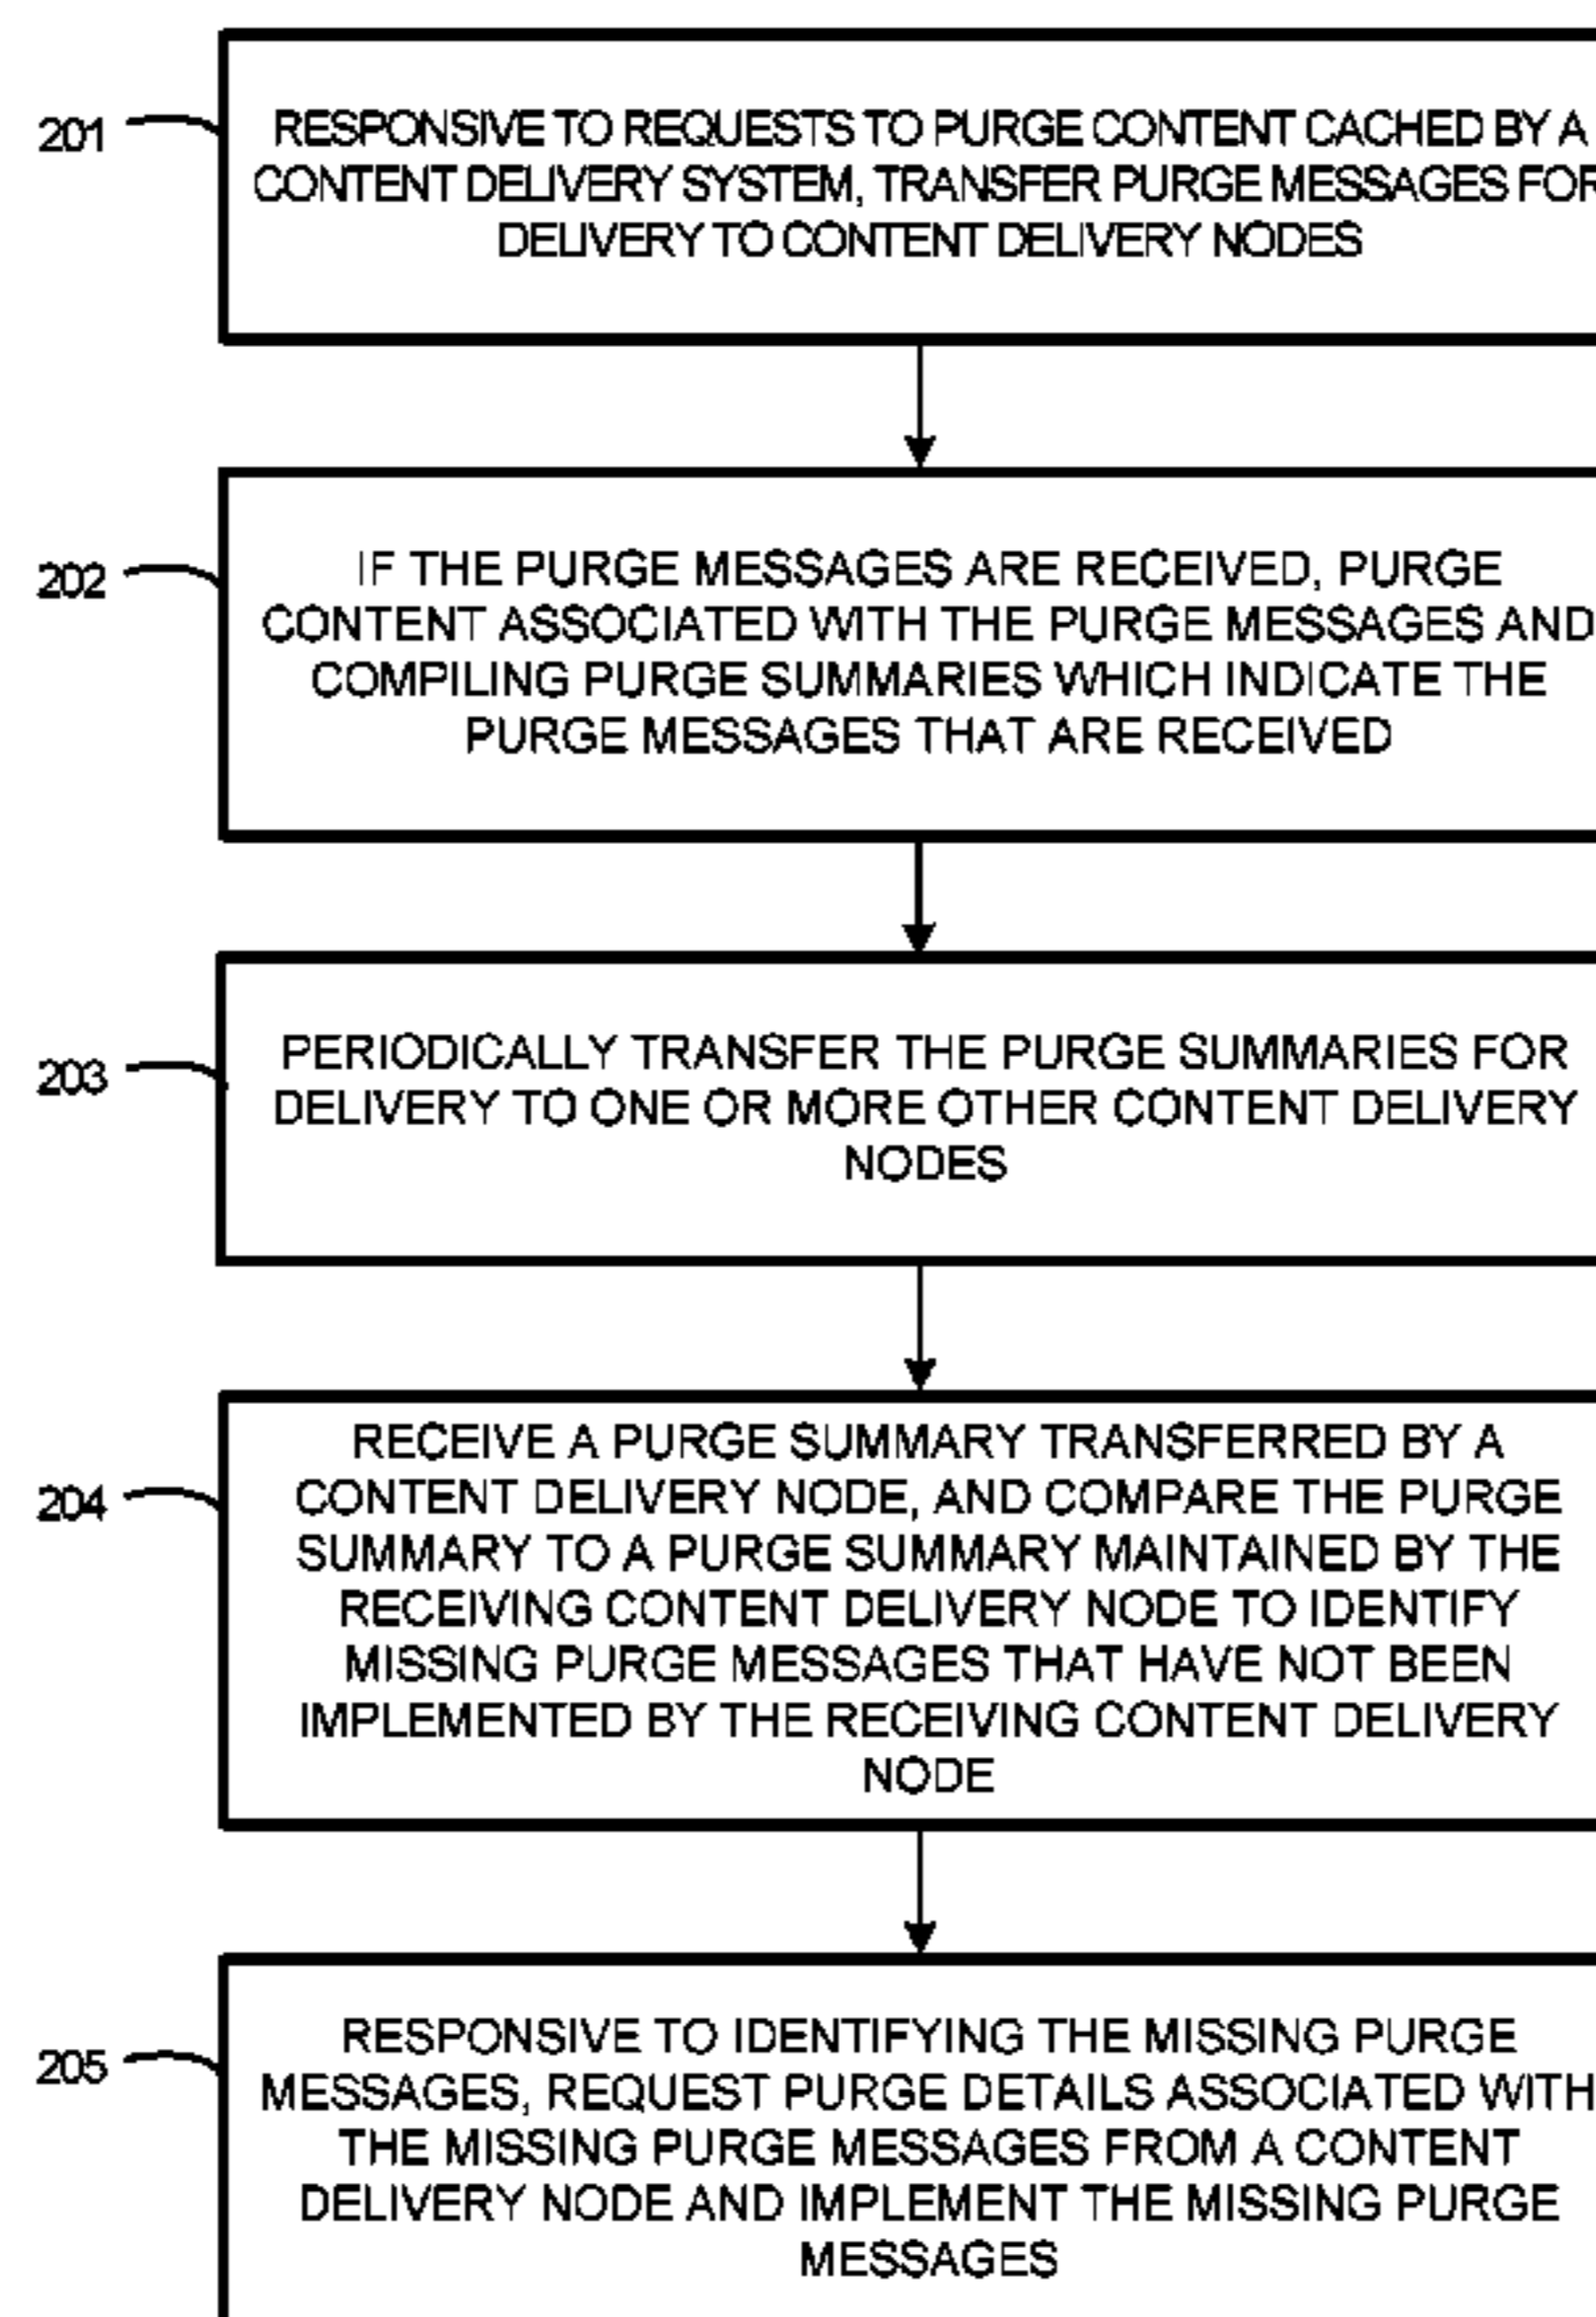 201
RESPONSIVE TO REQUESTS TO PURGE CONTENT CACHED BY A
CONTENT DELIVERY SYSTEM, TRANSFER PURGE MESSAGES FOR
DELIVERY TO CONTENT DELIVERY NODES
202
IF THE PURGE MESSAGES ARE RECEIVED, PURGE
CONTENT ASSOCIATED WITH THE PURGE MESSAGES AND
COMPILING PURGE SUMMARIES WHICH INDICATE THE
PURGE MESSAGES THAT ARE RECEIVED
203
PERIODICALLY TRANSFER THE PURGE SUMMARIES FOR
DELIVERY TO ONE OR MORE OTHER CONTENT DELIVERY
NODES
204
RECEIVE A PURGE SUMMARY TRANSFERRED BY A
CONTENT DELIVERY NODE, AND COMPARE THE PURGE
SUMMARY TO A PURGE SUMMARY MAINTAINED BY THE
RECEIVING CONTENT DELIVERY NODE TO IDENTIFY
MISSING PURGE MESSAGES THAT HAVE NOT BEEN
IMPLEMENTED BY THE RECEIVING CONTENT DELIVERY
NODE
205
RESPONSIVE TO IDENTIFYING THE MISSING PURGE
MESSAGES, REQUEST PURGE DETAILS ASSOCIATED WITH
THE MISSING PURGE MESSAGES FROM A CONTENT
DELIVERY NODE AND IMPLEMENT THE MISSING PURGE
MESSAGES